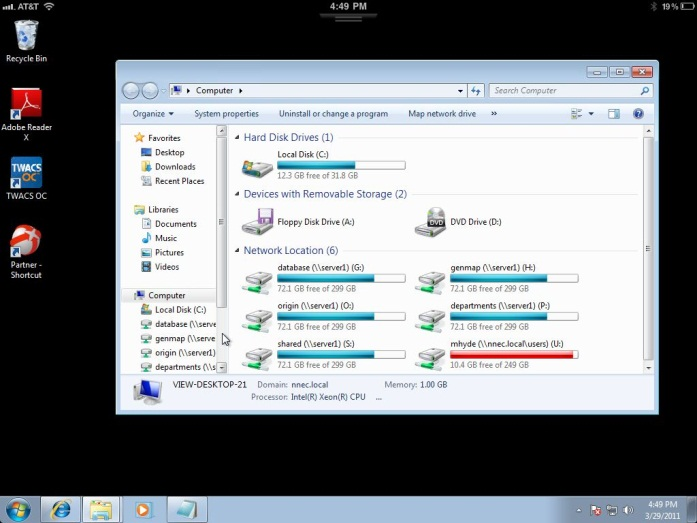 AT&T
4:49 PM
19%
Recycle Bin
Adobe Reader
X
TWACS
OC
TWACS OC
Partner -
Shortcut
Computer
Search Computer
Organize
System properties
Uninstall or change a program
Map network drive
»
Favorites
Desktop
Downloads
Recent Places
Libraries
Documents
Music
Pictures
Videos
Computer
Local Disk (C:)
database (\\serve
genmap (\\serve
origin (\\server1)
departments (\\s
Hard Disk Drives (1)
Local Disk (C:)
12.3 GB free of 31.8 GB
Devices with Removable Storage (2)
Floppy Disk Drive (A:)
DVD
DVD Drive (D:)
Network Location (6)
database (\\server1) (G:)
72.1 GB free of 299 GB
genmap (\\server1) (H:)
72.1 GB free of 299 GB
origin (\\server1) (O:)
72.1 GB free of 299 GB
departments (\\server1) (P:)
72.1 GB free of 299 GB
shared (\\server1) (S:)
72.1 GB free of 299 GB
mhyde (\\nnec.local\users) (U:)
10.4 GB free of 249 GB
VIEW-DESKTOP-21 Domain: nnec.local Memory: 1.00 GB
Processor: Intel(R) Xeon(R) CPU ...
4:49 PM
3/29/2011